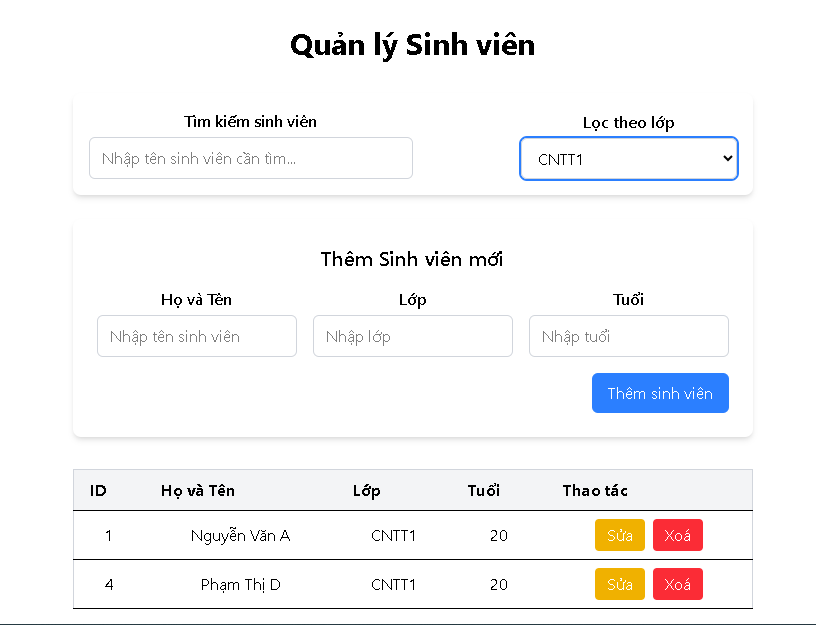 Quản lý Sinh viên
Tìm kiếm sinh viên
Nhập tên sinh viên cần tìm...
Lọc theo lớp
CNTT1
Thêm Sinh viên mới
Họ và Tên Lớp Tuổi
Nhập tên sinh viên Nhập lớp Nhập tuổi
Thêm sinh viên
ID Họ và Tên Lớp Tuổi Thao tác
1 Nguyễn Văn A CNTT1 20 Sửa Xoá
4 Phạm Thị D CNTT1 20 Sửa Xoá